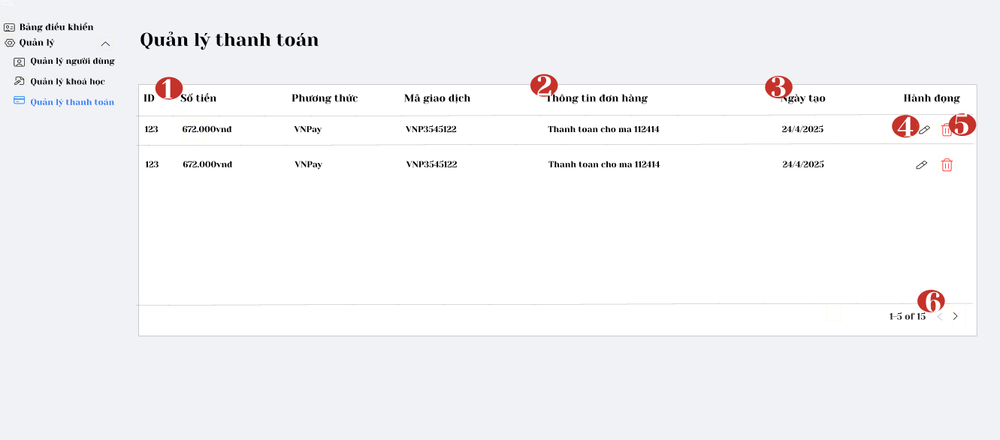 Bảng điều khiển
Quản lý
Quản lý người dùng
Quản lý khoá học
Quản lý thanh toán
Quản lý thanh toán
1 2 3
ID Số tiền Phương thức Mã giao dịch Thông tin đơn hàng Ngày tạo Hành đọng
123 672.000vnd VNPay VNP3545122 Thanh toan cho ma 112414 24/4/2025 4 5
123 672.000vnd VNPay VNP3545122 Thanh toan cho ma 112414 24/4/2025
6
1-5 of 15